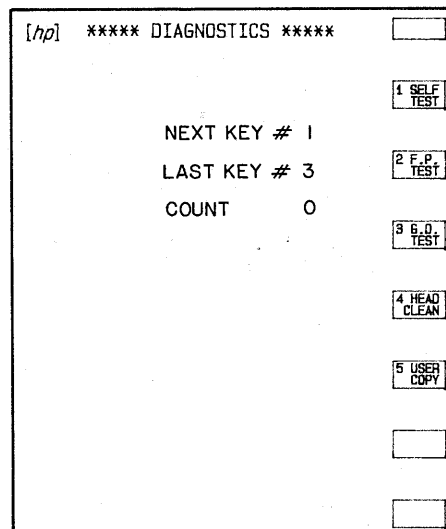 [hp] ***** DIAGNOSTICS *****
1 SELF
TEST
NEXT KEY # 1
2 F.P.
TEST
LAST KEY # 3
COUNT 0
3 G.D.
TEST
4 HEAD
CLEAN
5 USER
COPY